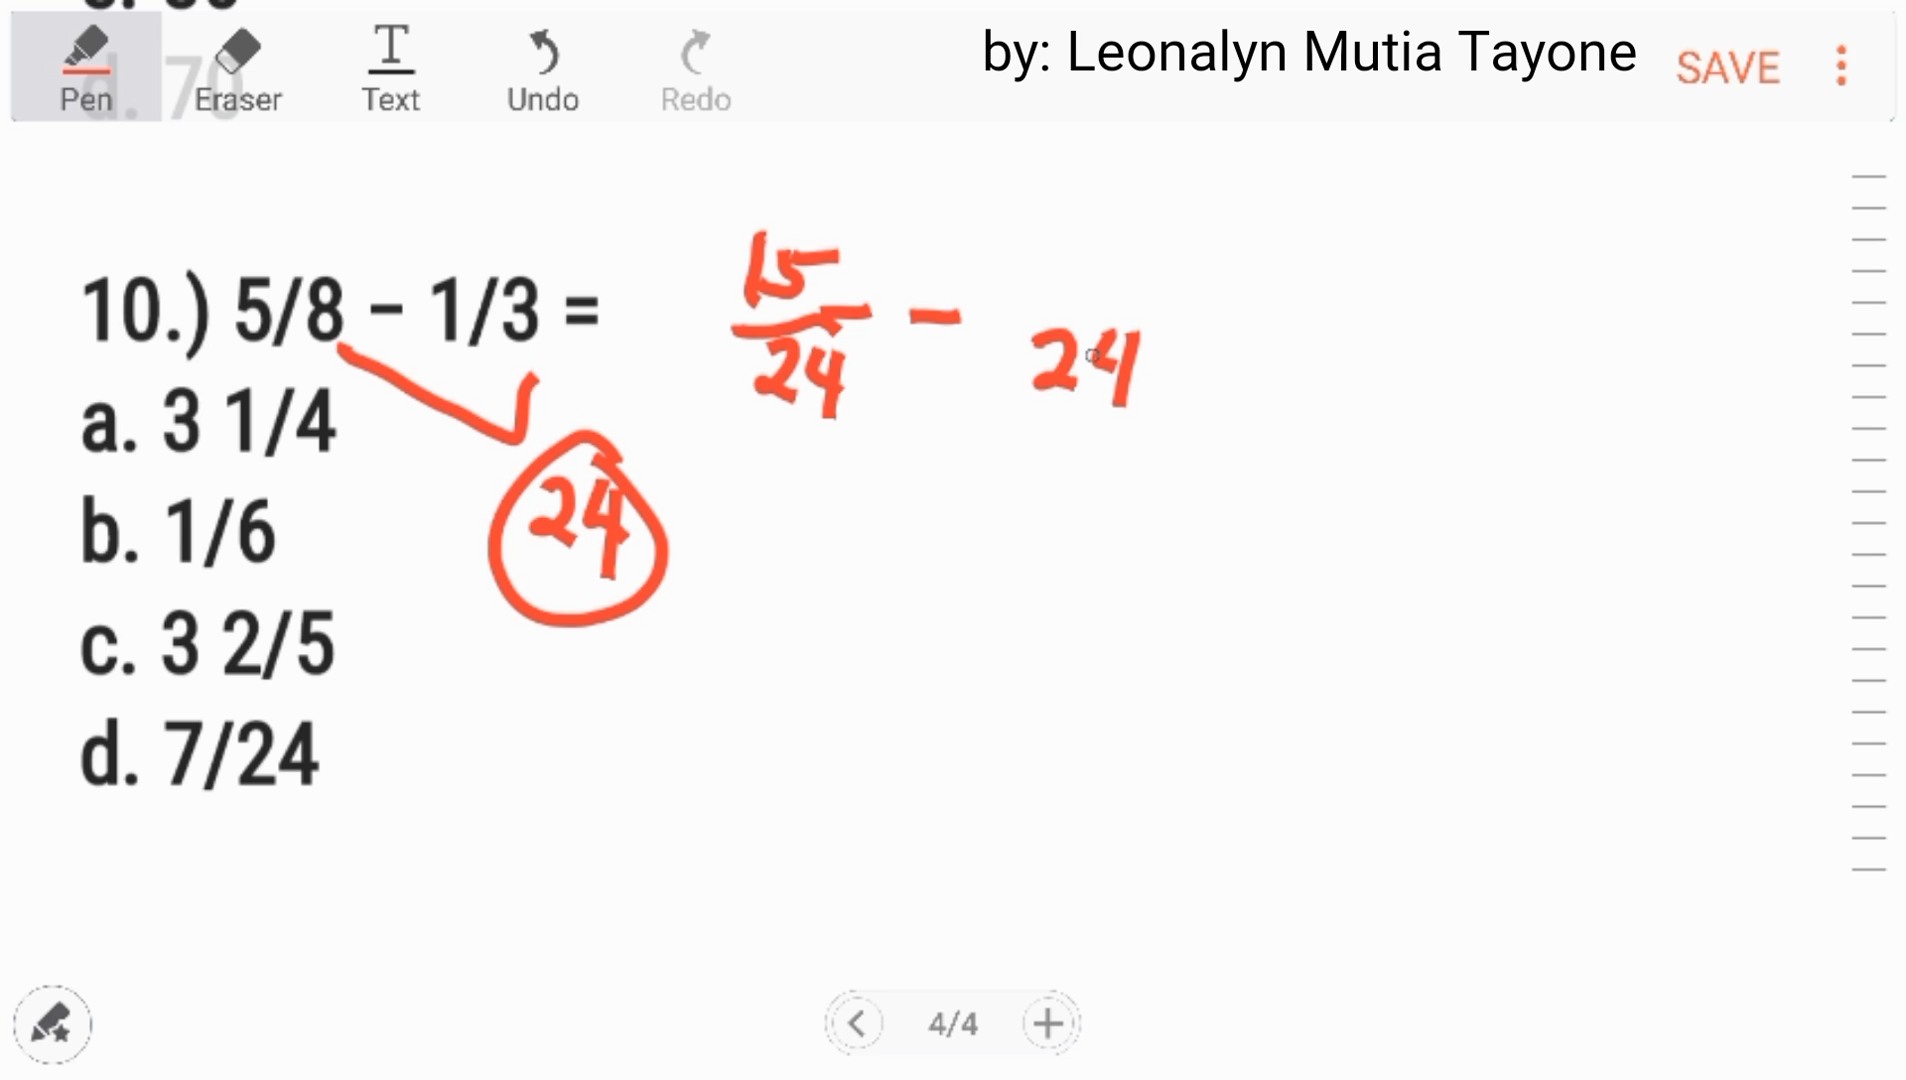 by: Leonalyn Mutia Tayone
SAVE
Pen
Eraser
Text
Undo
Redo
d. 70
10.) 5/8 – 1/3 =
15
24
–
24
a. 3 1/4
b. 1/6
24
c. 3 2/5
d. 7/24
4/4